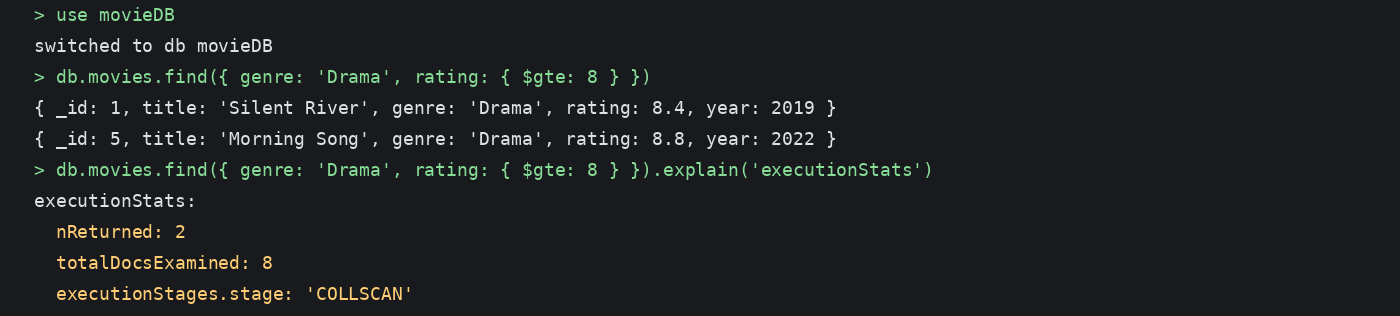 > use movieDB
switched to db movieDB
> db.movies.find({ genre: 'Drama', rating: { $gte: 8 } })
{ _id: 1, title: 'Silent River', genre: 'Drama', rating: 8.4, year: 2019 }
{ _id: 5, title: 'Morning Song', genre: 'Drama', rating: 8.8, year: 2022 }
> db.movies.find({ genre: 'Drama', rating: { $gte: 8 } }).explain('executionStats')
executionStats:
  nReturned: 2
  totalDocsExamined: 8
  executionStages.stage: 'COLLSCAN'